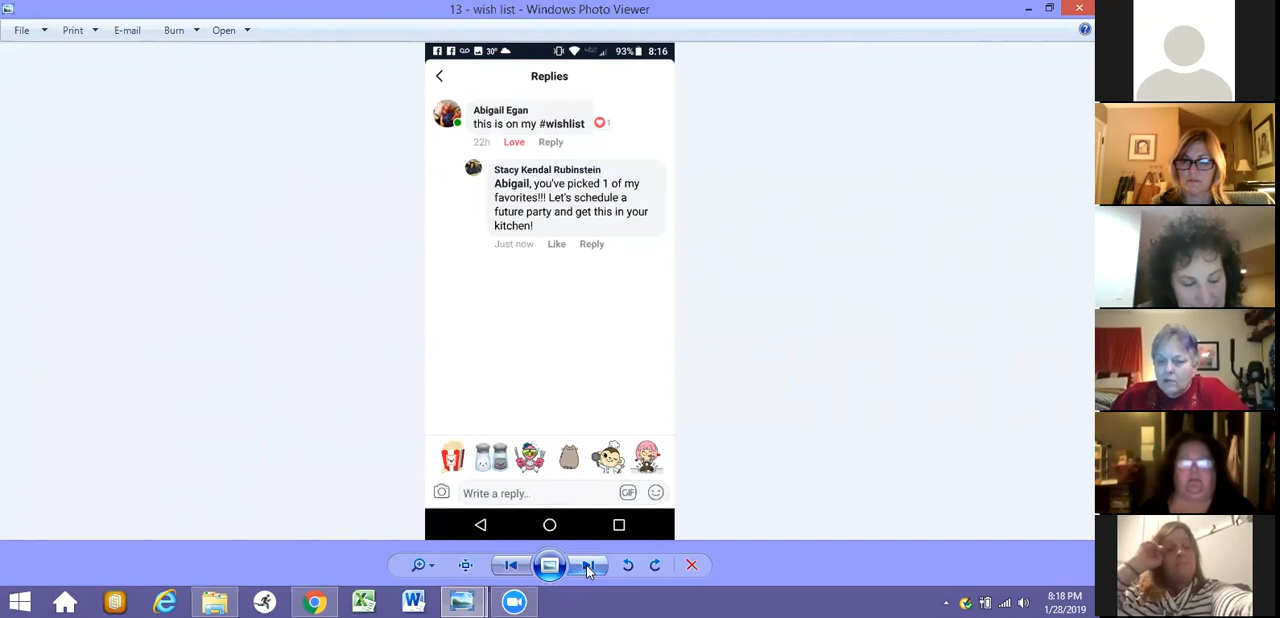 13 - wish list - Windows Photo Viewer
File Print E-mail Burn Open
30° 93% 8:16
Replies
Abigail Egan
this is on my #wishlist 1
22h Love Reply
Stacy Kendal Rubinstein
Abigail, you've picked 1 of my
favorites!!! Let's schedule a
future party and get this in your
kitchen!
Just now Like Reply
Write a reply... GIF
8:18 PM
1/28/2019